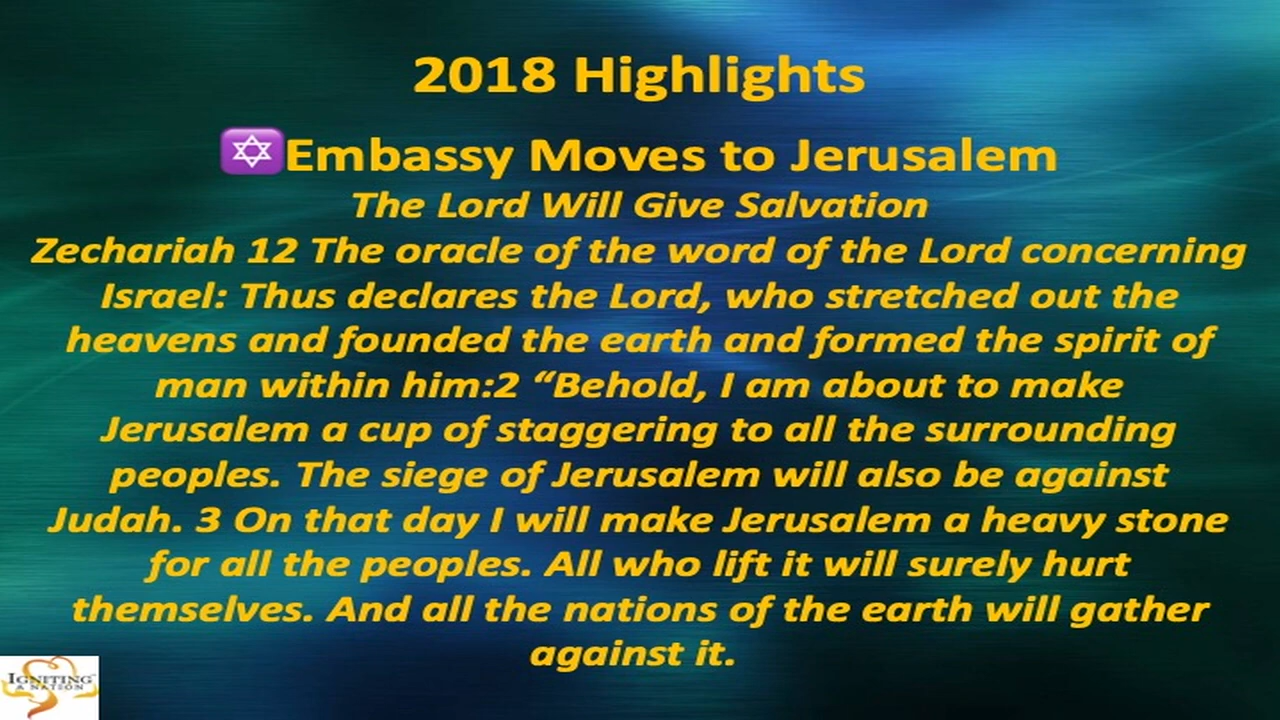 2018 Highlights
🔯Embassy Moves to Jerusalem
The Lord Will Give Salvation
Zechariah 12 The oracle of the word of the Lord concerning
Israel: Thus declares the Lord, who stretched out the
heavens and founded the earth and formed the spirit of
man within him:2 “Behold, I am about to make
Jerusalem a cup of staggering to all the surrounding
peoples. The siege of Jerusalem will also be against
Judah. 3 On that day I will make Jerusalem a heavy stone
for all the peoples. All who lift it will surely hurt
themselves. And all the nations of the earth will gather
against it.
IGNITING
A NATION